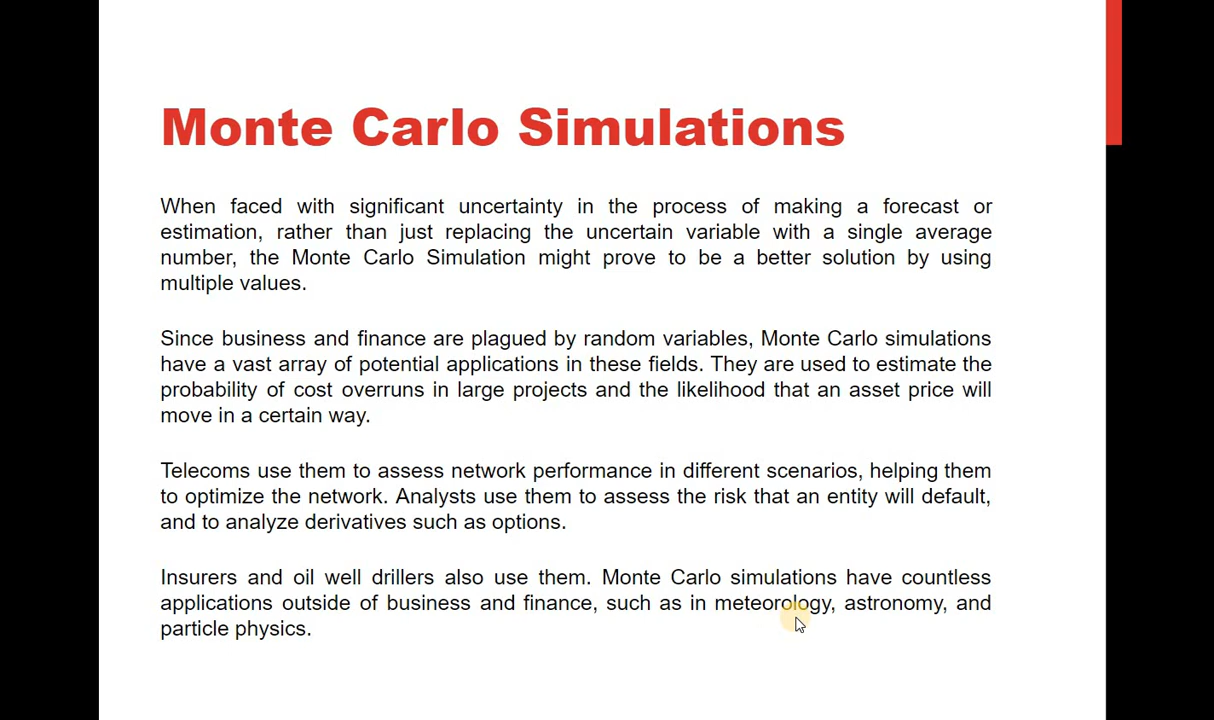 Monte Carlo Simulations
When faced with significant uncertainty in the process of making a forecast or
estimation, rather than just replacing the uncertain variable with a single average
number, the Monte Carlo Simulation might prove to be a better solution by using
multiple values.
Since business and finance are plagued by random variables, Monte Carlo simulations
have a vast array of potential applications in these fields. They are used to estimate the
probability of cost overruns in large projects and the likelihood that an asset price will
move in a certain way.
Telecoms use them to assess network performance in different scenarios, helping them
to optimize the network. Analysts use them to assess the risk that an entity will default,
and to analyze derivatives such as options.
Insurers and oil well drillers also use them. Monte Carlo simulations have countless
applications outside of business and finance, such as in meteorology, astronomy, and
particle physics.